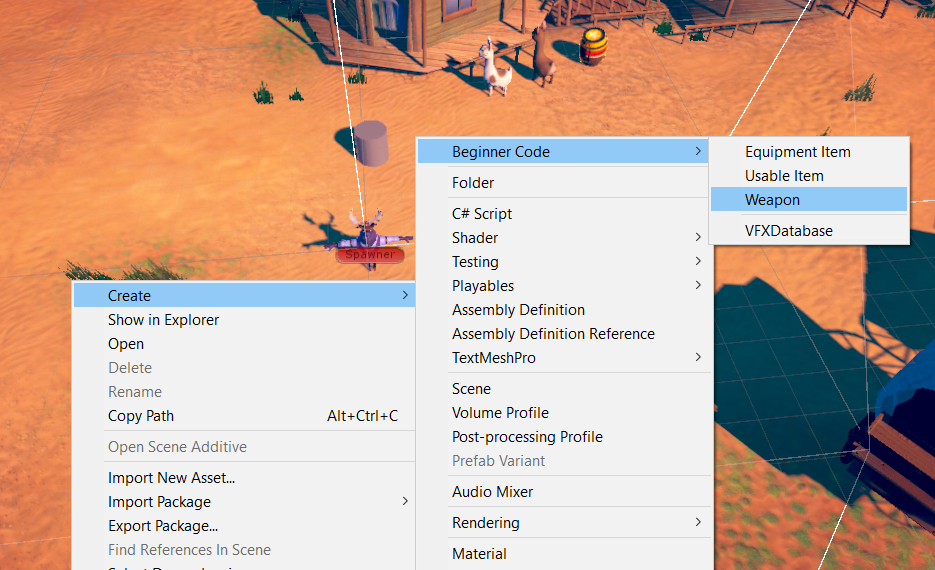 Beginner Code
Equipment Item
Usable Item
Weapon
VFXDatabase
Folder
C# Script
Shader
Testing
Playables
Assembly Definition
Assembly Definition Reference
TextMeshPro
Scene
Volume Profile
Post-processing Profile
Prefab Variant
Audio Mixer
Rendering
Material
Spawner
Create
Show in Explorer
Open
Delete
Rename
Copy Path Alt+Ctrl+C
Open Scene Additive
Import New Asset...
Import Package
Export Package...
Find References In Scene